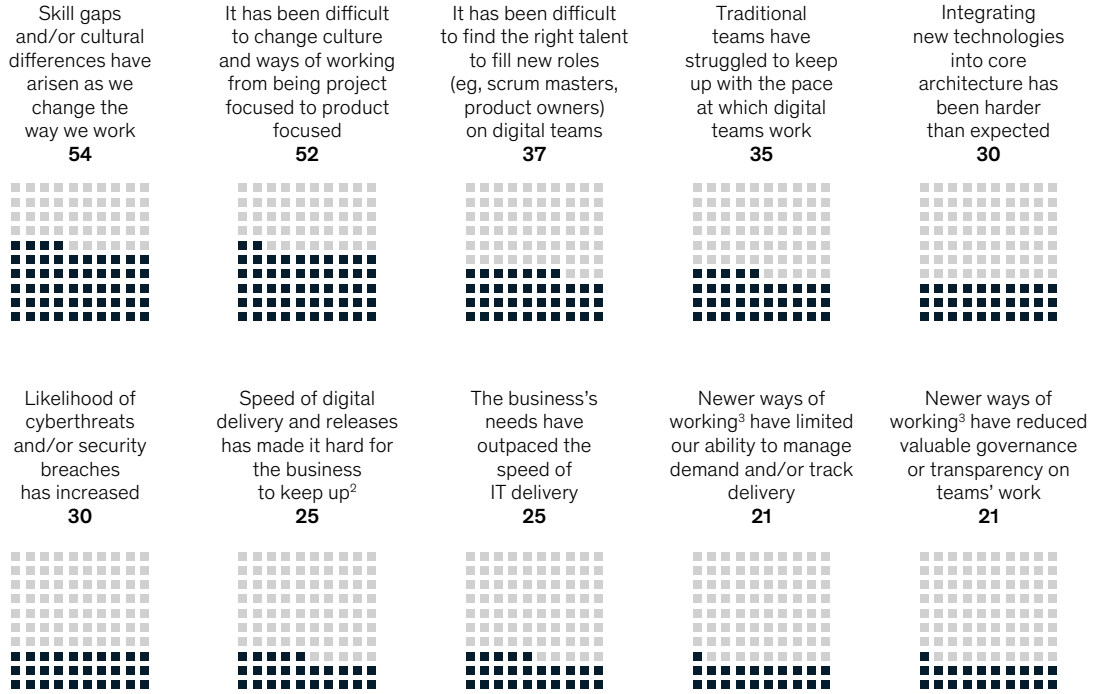 Skill gaps
and/or cultural
differences have
arisen as we
change the
way we work
54
It has been difficult
to change culture
and ways of working
from being project
focused to product
focused
52
It has been difficult
to find the right talent
to fill new roles
(eg, scrum masters,
product owners)
on digital teams
37
Traditional
teams have
struggled to keep
up with the pace
at which digital
teams work
35
Integrating
new technologies
into core
architecture has
been harder
than expected
30
Likelihood of
cyberthreats
and/or security
breaches
has increased
30
Speed of digital
delivery and releases
has made it hard for
the business
to keep up²
25
The business’s
needs have
outpaced the
speed of
IT delivery
25
Newer ways of
working³ have limited
our ability to manage
demand and/or track
delivery
21
Newer ways of
working³ have reduced
valuable governance
or transparency on
teams’ work
21